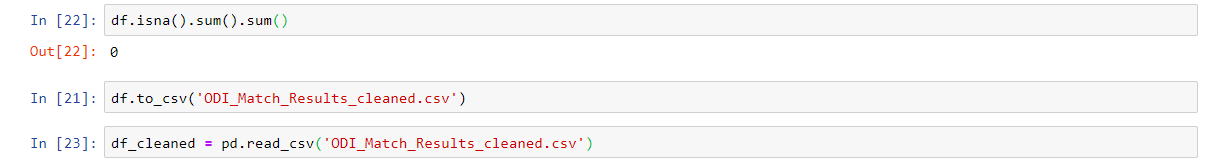 In [22]: df.isna().sum().sum()
Out[22]: 0
In [21]: df.to_csv('ODI_Match_Results_cleaned.csv')
In [23]: df_cleaned = pd.read_csv('ODI_Match_Results_cleaned.csv')